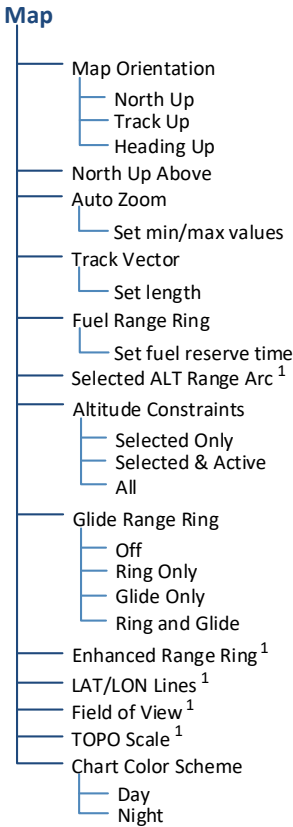 Map
Map Orientation
North Up
Track Up
Heading Up
North Up Above
Auto Zoom
Set min/max values
Track Vector
Set length
Fuel Range Ring
Set fuel reserve time
Selected ALT Range Arc 1
Altitude Constraints
Selected Only
Selected & Active
All
Glide Range Ring
Off
Ring Only
Glide Only
Ring and Glide
Enhanced Range Ring 1
LAT/LON Lines 1
Field of View 1
TOPO Scale 1
Chart Color Scheme
Day
Night